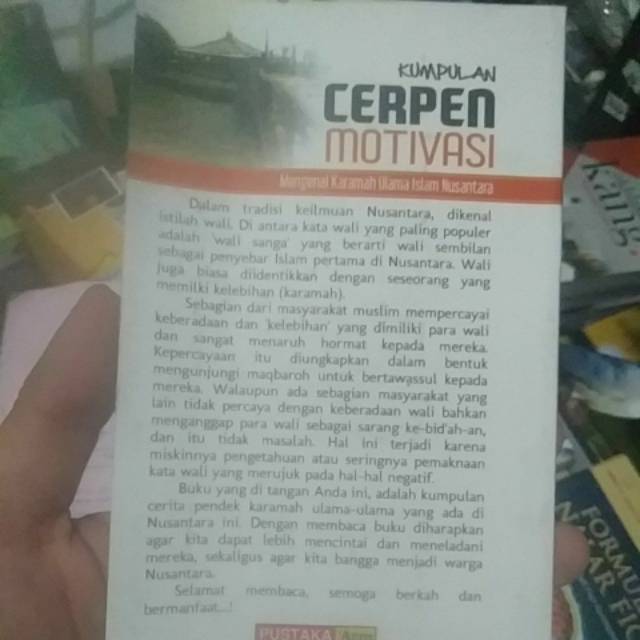 KUMPULAN
CERPEN
MOTIVASI
Mengenal Karamah Ulama Islam Nusantara
Dalam tradisi keilmuan Nusantara, dikenal
istilah wali. Di antara kata wali yang paling populer
adalah 'wali sanga' yang berarti wali sembilan
sebagai penyebar Islam pertama di Nusantara. Wali
juga biasa diidentikkan dengan seseorang yang
memilki kelebihan (karamah).
Sebagian dari masyarakat muslim mempercayai
keberadaan dan 'kelebihan' yang dimiliki para wali
dan sangat menaruh hormat kepada mereka.
Kepercayaan itu diungkapkan dalam bentuk
mengunjungi maqbaroh untuk bertawassul kepada
mereka. Walaupun ada sebagian masyarakat yang
lain tidak percaya dengan keberadaan wali bahkan
menganggap para wali sebagai sarang ke-bid'ah-an,
dan itu tidak masalah. Hal ini terjadi karena
miskinnya pengetahuan atau seringnya pemaknaan
kata wali yang merujuk pada hal-hal negatif.
Buku yang di tangan Anda ini, adalah kumpulan
cerita pendek karamah ulama-ulama yang ada di
Nusantara ini. Dengan membaca buku diharapkan
agar kita dapat lebih mencintai dan meneladani
mereka, sekaligus agar kita bangga menjadi warga
Nusantara.
Selamat membaca, semoga berkah dan
bermanfaat...!
PUSTAKA
kang